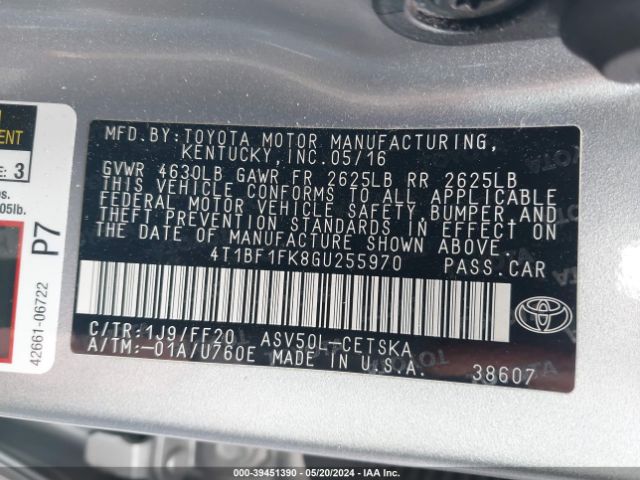 MFD.BY:TOYOTA MOTOR MANUFACTURING,
KENTUCKY,INC.05/16
GVWR 4630LB GAWR FR 2625LB RR 2625LB
THIS VEHICLE CONFORMS TO ALL APPLICABLE
FEDERAL MOTOR VEHICLE SAFETY,BUMPER,AND
THEFT PREVENTION STANDARDS IN EFFECT ON
THE DATE OF MANUFACTURE SHOWN ABOVE.
4T1BF1FK8GU255970 PASS.CAR
C/TR:1J9/FF20 ASV50L-CETSKA
A/TM:-01A/U760E MADE IN U.S.A.
38607
TOYOTA
E: 3
05lb.
P7
42661-06722
000-39451390 - 05/20/2024 - IAA Inc.